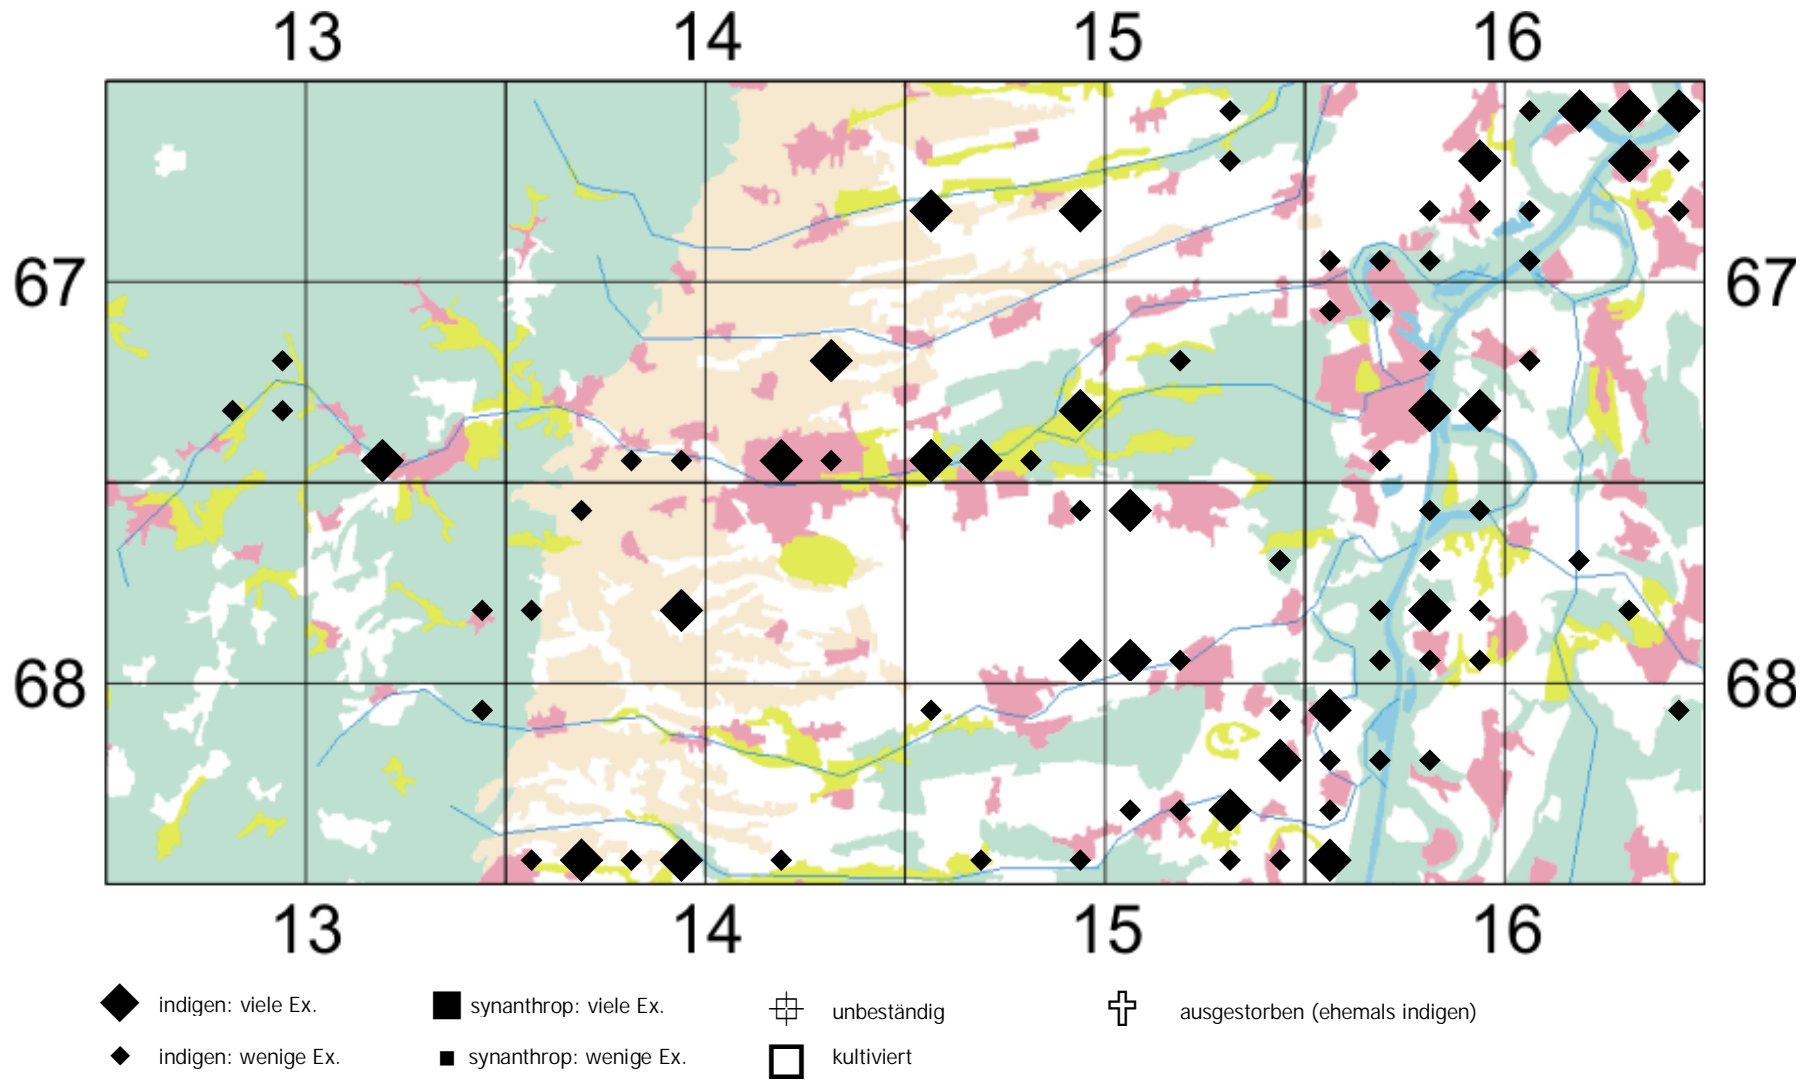 13 14 15 16
67 67
68 68
13 14 15 16
indigen: viele Ex. synanthrop: viele Ex. unbeständig ausgestorben (ehemals indigen)
indigen: wenige Ex. synanthrop: wenige Ex. kultiviert